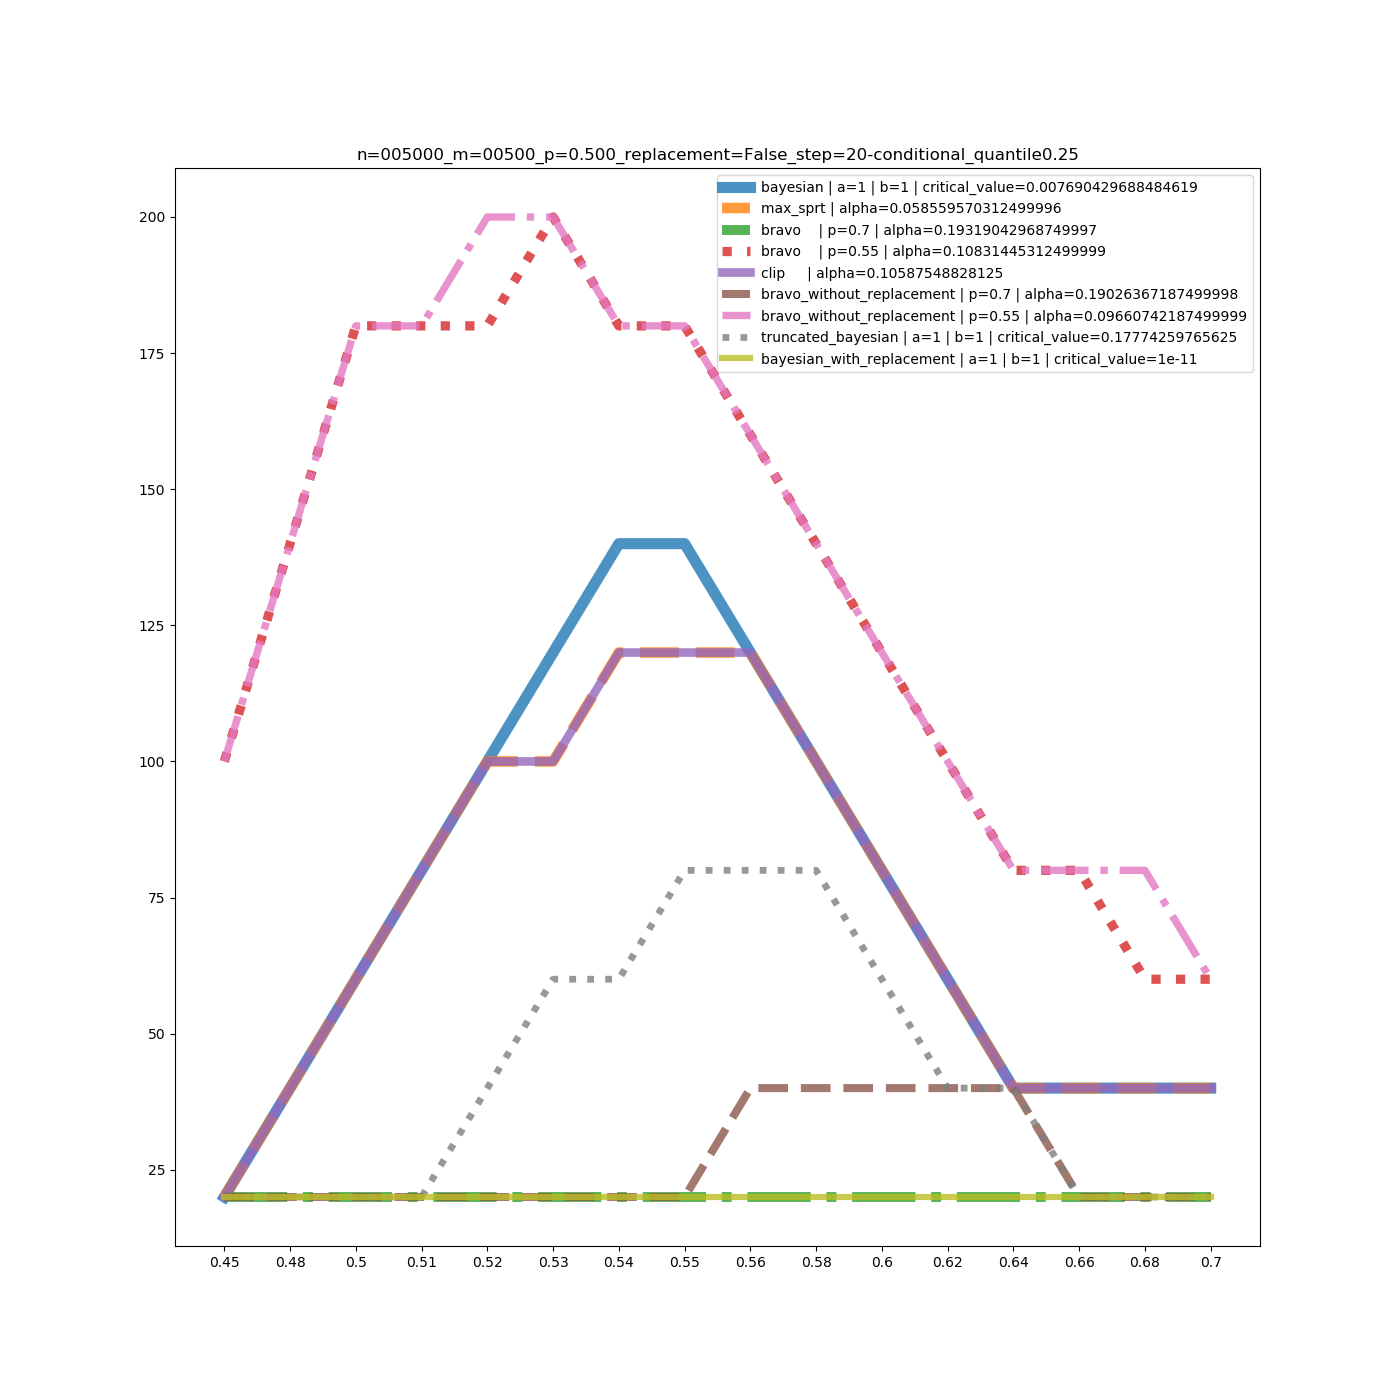 n=005000_m=00500_p=0.500_replacement=False_step=20-conditional_quantile0.25
bayesian | a=1 | b=1 | critical_value=0.007690429688484619
max_sprt | alpha=0.058559570312499996
bravo    | p=0.7 | alpha=0.19319042968749997
bravo    | p=0.55 | alpha=0.10831445312499999
clip     | alpha=0.10587548828125
bravo_without_replacement | p=0.7 | alpha=0.19026367187499998
bravo_without_replacement | p=0.55 | alpha=0.09660742187499999
truncated_bayesian | a=1 | b=1 | critical_value=0.17774259765625
bayesian_with_replacement | a=1 | b=1 | critical_value=1e-11
200
175
150
125
100
75
50
25
0.45 0.48 0.5 0.51 0.52 0.53 0.54 0.55 0.56 0.58 0.6 0.62 0.64 0.66 0.68 0.7